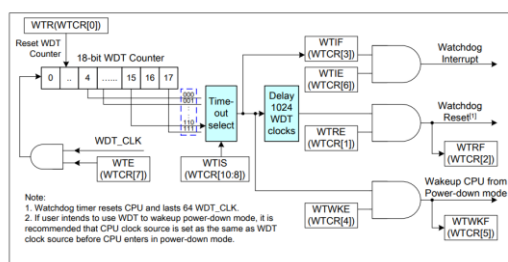 WTR(WTCR[0])
Reset WDT
Counter
18-bit WDT Counter
0 .. 4 ...... 15 16 17
000
001
:
110
111
Time-
out
select
WTIS
(WTCR[10:8])
Delay
1024
WDT
clocks
WTIF
(WTCR[3])
WTIE
(WTCR[6])
Watchdog
Interrupt
WTRE
(WTCR[1])
Watchdog
Reset[1]
WTRF
(WTCR[2])
WDT_CLK
WTE
(WTCR[7])
Wakeup CPU from
Power-down mode
WTWKE
(WTCR[4])
WTWKF
(WTCR[5])
Note:
1. Watchdog timer resets CPU and lasts 64 WDT_CLK.
2. If user intends to use WDT to wakeup power-down mode, it is
recommended that CPU clock source is set as the same as WDT
clock source before CPU enters in power-down mode.